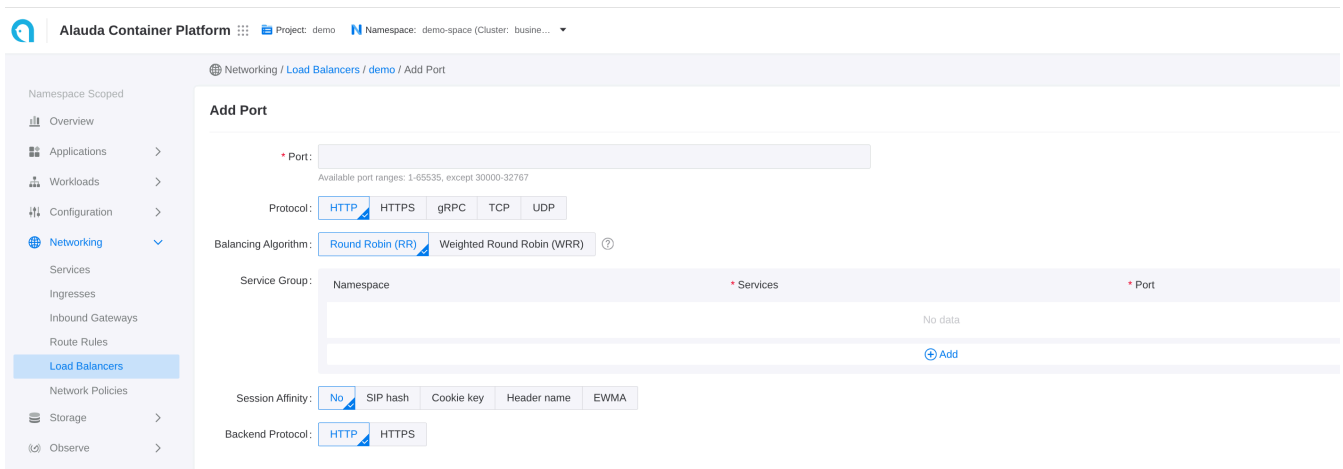 Alauda Container Platform Project: demo Namespace: demo-space (Cluster: busine...
Networking / Load Balancers / demo / Add Port
Namespace Scoped
Overview
Applications
Workloads
Configuration
Networking
Services
Ingresses
Inbound Gateways
Route Rules
Load Balancers
Network Policies
Storage
Observe
Add Port
* Port:
Available port ranges: 1-65535, except 30000-32767
Protocol: HTTP HTTPS gRPC TCP UDP
Balancing Algorithm: Round Robin (RR) Weighted Round Robin (WRR) ?
Service Group: Namespace * Services * Port
No data
Add
Session Affinity: No SIP hash Cookie key Header name EWMA
Backend Protocol: HTTP HTTPS